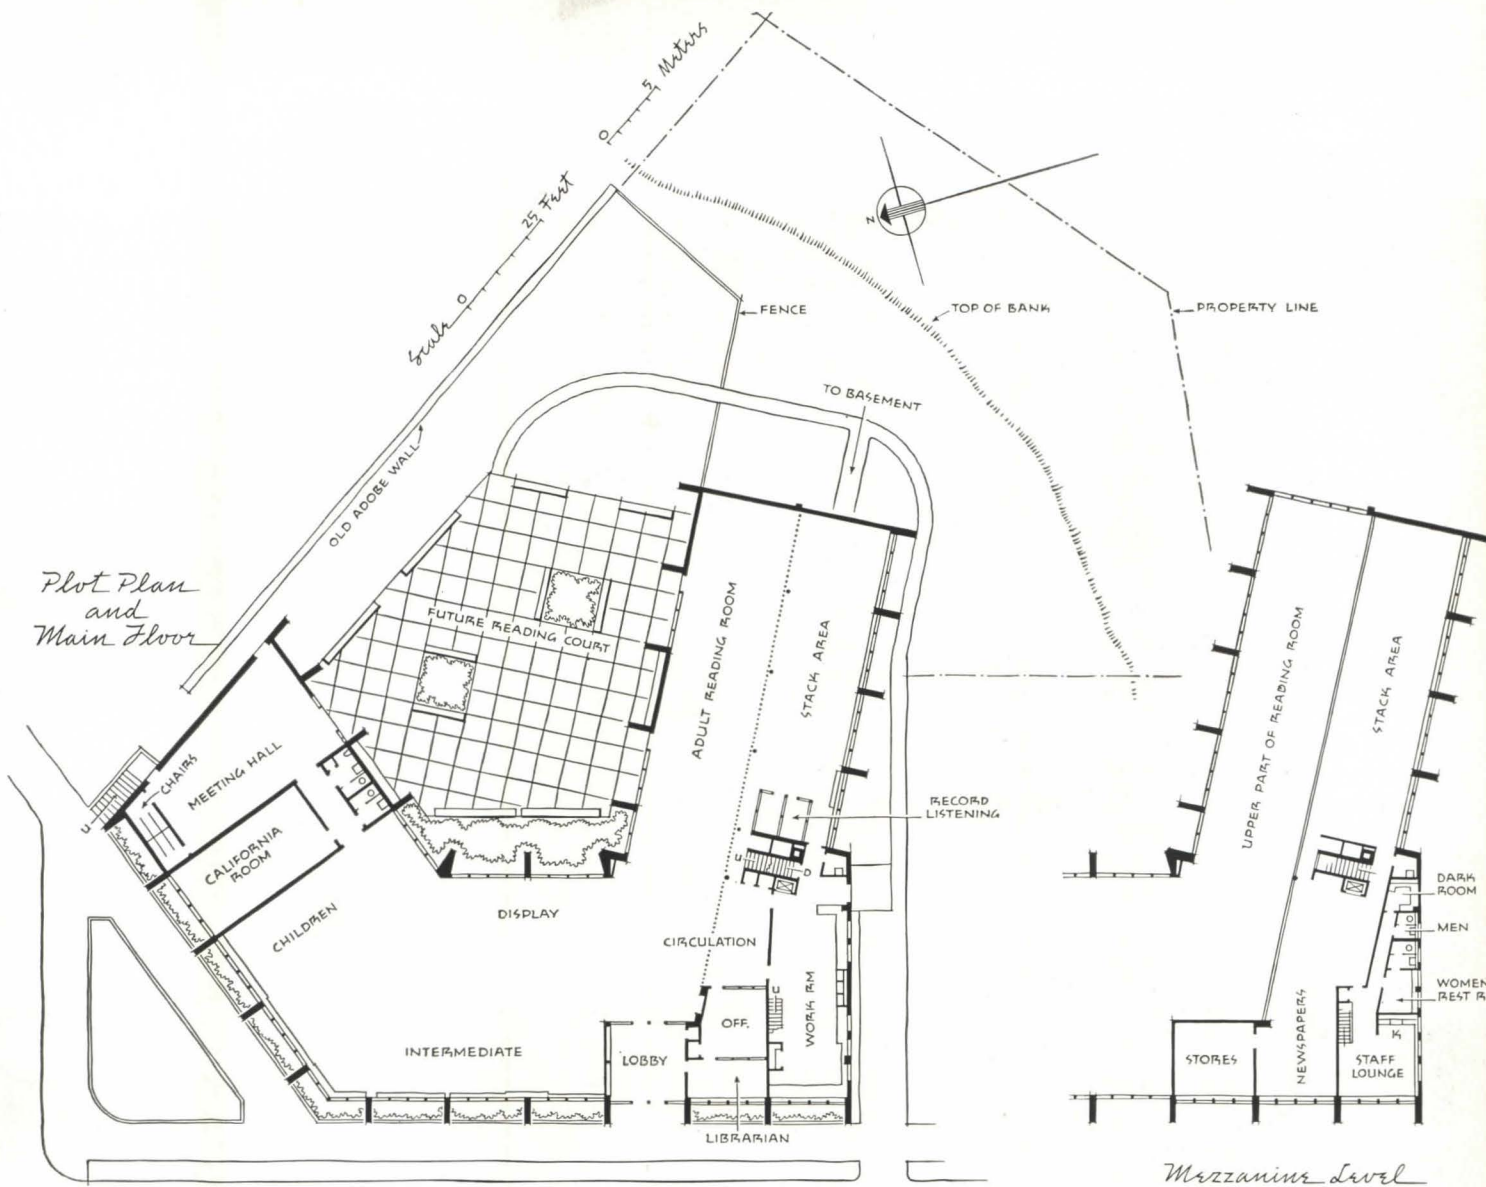 5 Meters
0
25 Feet
Scale 0
N
FENCE
TOP OF BANK
PROPERTY LINE
TO BASEMENT
OLD ADOBE WALL
Plot Plan
and
Main Floor
FUTURE READING COURT
ADULT READING ROOM
STACK AREA
CHAIRS
MEETING HALL
U
CALIFORNIA
ROOM
CHILDREN
DISPLAY
RECORD
LISTENING
U
D
CIRCULATION
U
WORK RM
OFF.
INTERMEDIATE
LOBBY
LIBRARIAN
UPPER PART OF READING ROOM
STACK AREA
DARK
ROOM
MEN
WOMEN
REST R
NEWSPAPERS
K
STORES
STAFF
LOUNGE
Mezzanine Level